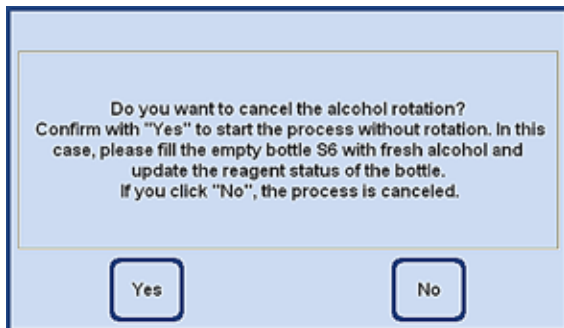 Do you want to cancel the alcohol rotation?
Confirm with "Yes" to start the process without rotation. In this
case, please fill the empty bottle S6 with fresh alcohol and
update the reagent status of the bottle.
If you click "No", the process is canceled.
Yes
No